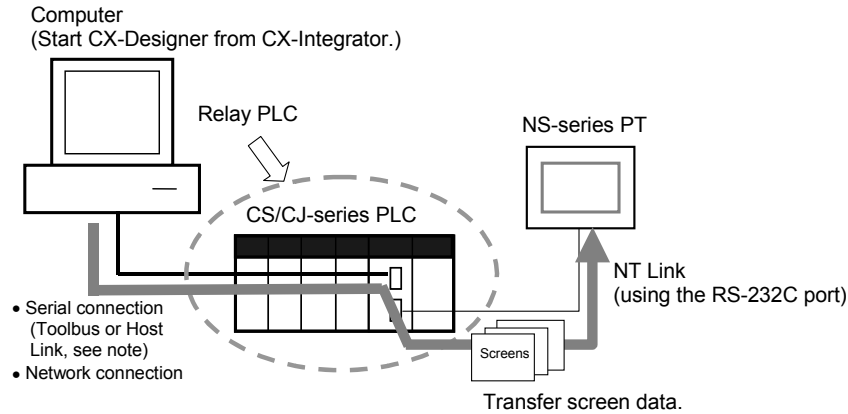 Computer
(Start CX-Designer from CX-Integrator.)
Relay PLC
NS-series PT
CS/CJ-series PLC
NT Link
(using the RS-232C port)
• Serial connection
(Toolbus or Host
Link, see note)
• Network connection
Screens
Transfer screen data.